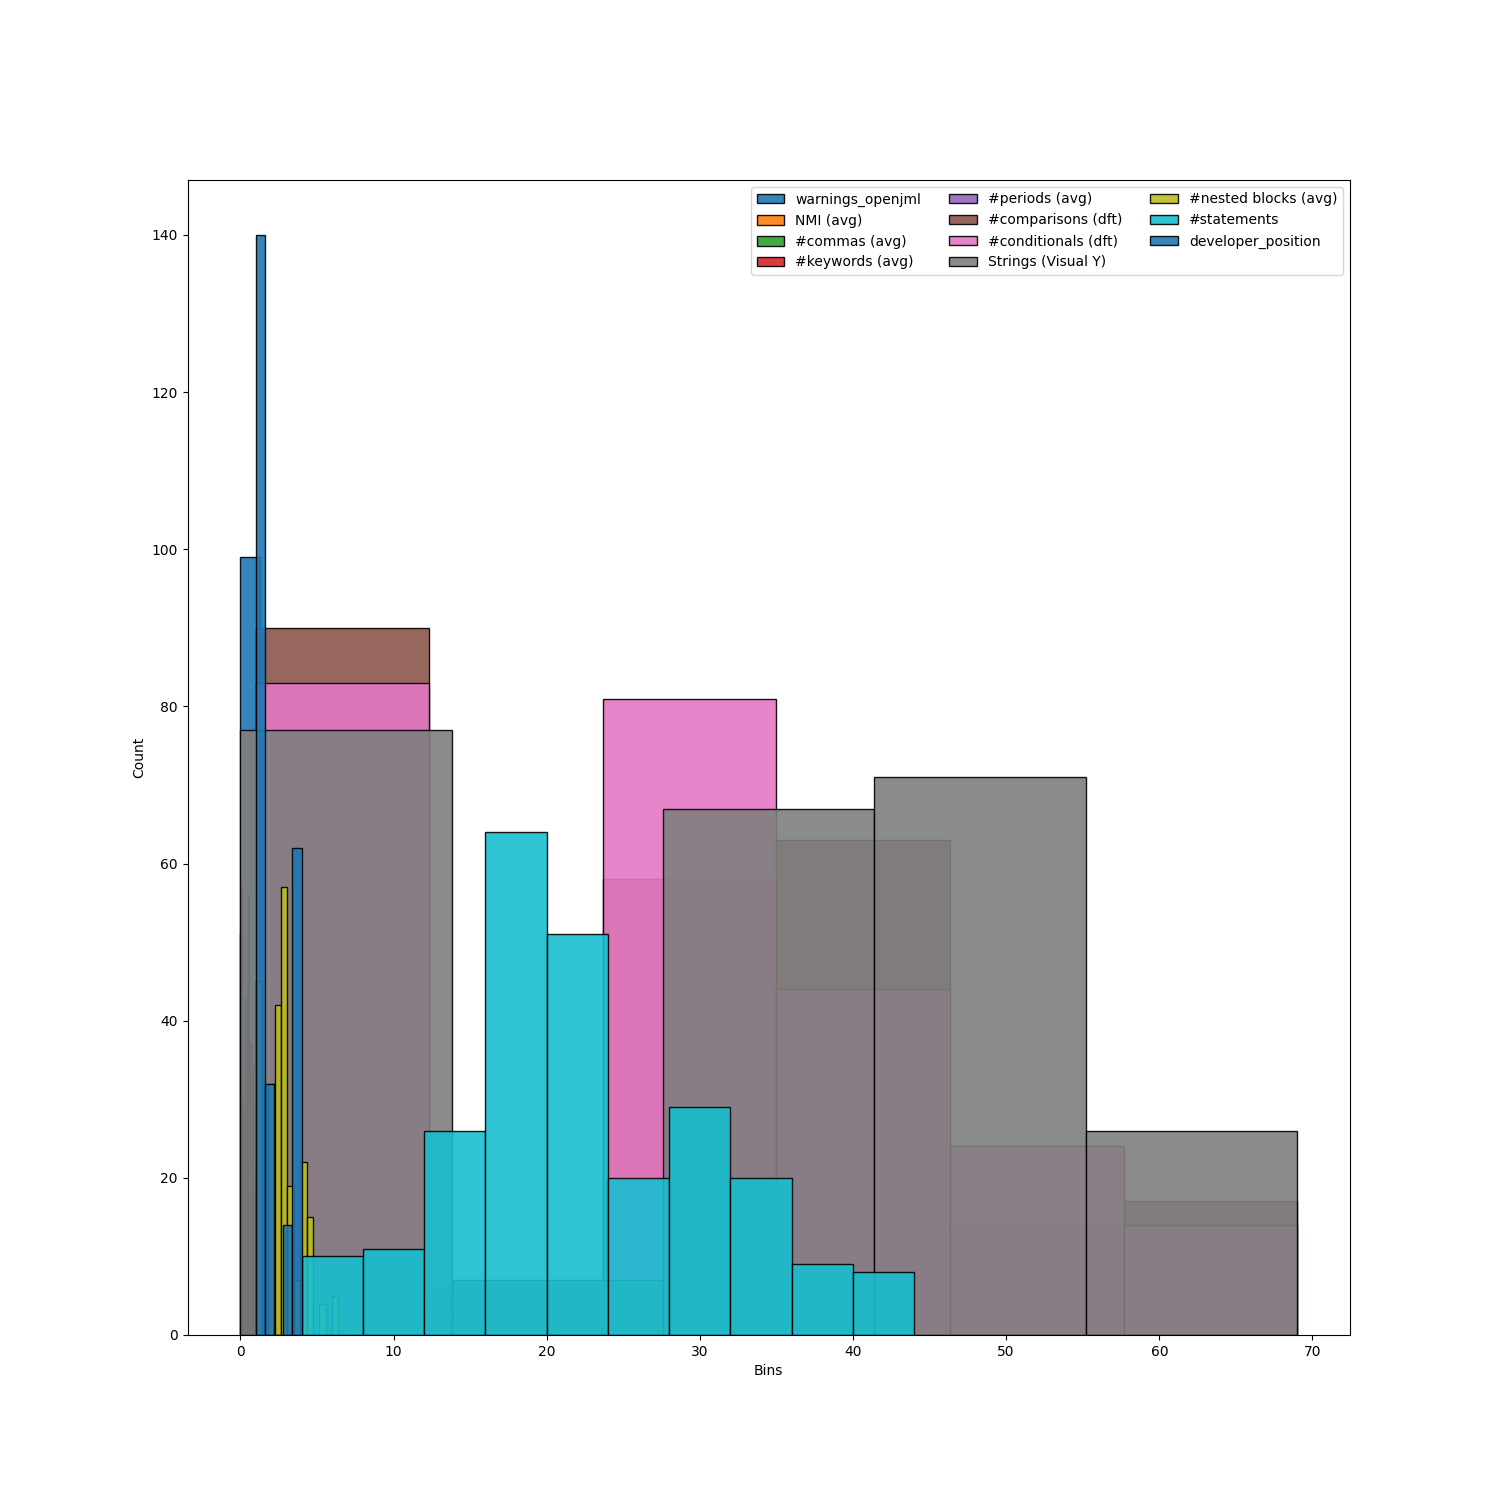 warnings_openjml
NMI (avg)
#commas (avg)
#keywords (avg)
#periods (avg)
#comparisons (dft)
#conditionals (dft)
Strings (Visual Y)
#nested blocks (avg)
#statements
developer_position
140
120
100
80
60
40
20
0
Count
0 10 20 30 40 50 60 70
Bins